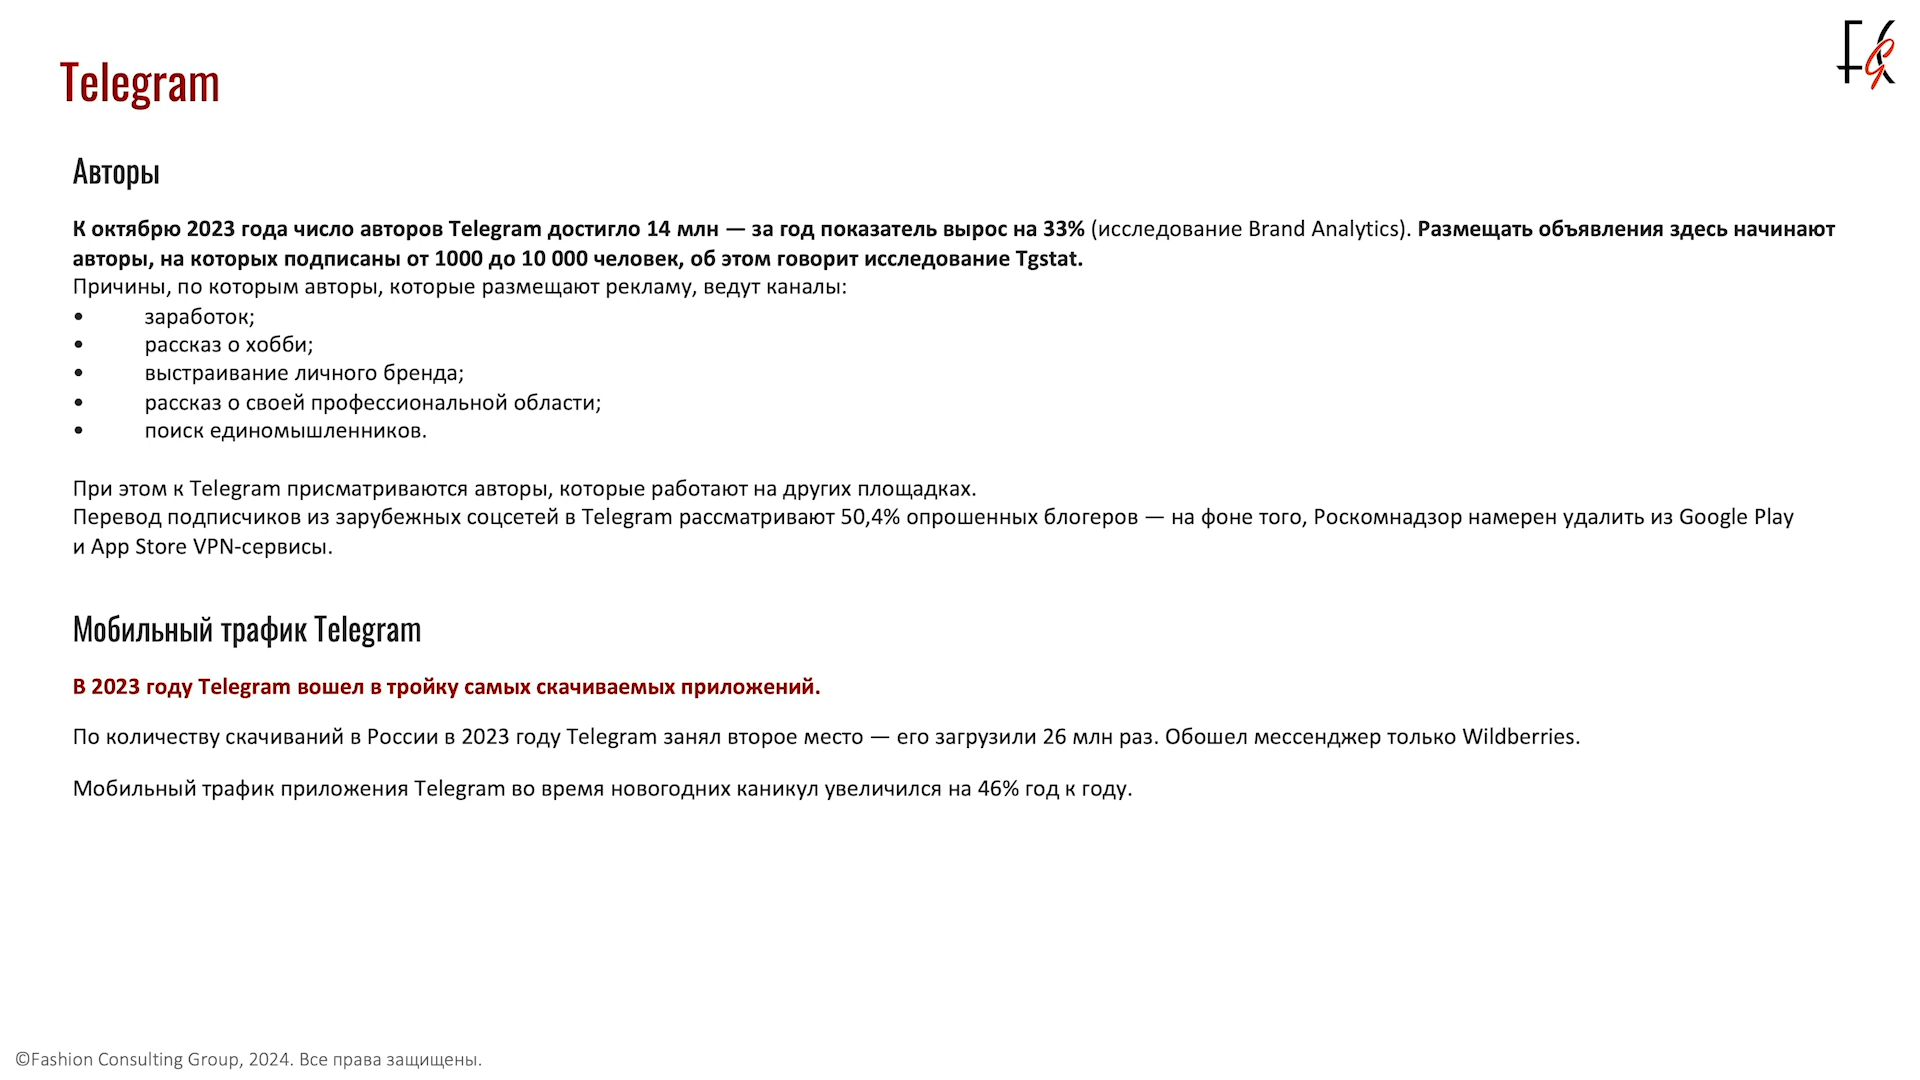 Telegram
Авторы
К октябрю 2023 года число авторов Telegram достигло 14 млн — за год показатель вырос на 33% (исследование Brand Analytics). Размещать объявления здесь начинают
авторы, на которых подписаны от 1000 до 10 000 человек, об этом говорит исследование Tgstat.
Причины, по которым авторы, которые размещают рекламу, ведут каналы:
• заработок;
• рассказ о хобби;
• выстраивание личного бренда;
• рассказ о своей профессиональной области;
• поиск единомышленников.
При этом к Telegram присматриваются авторы, которые работают на других площадках.
Перевод подписчиков из зарубежных соцсетей в Telegram рассматривают 50,4% опрошенных блогеров — на фоне того, Роскомнадзор намерен удалить из Google Play
и App Store VPN-сервисы.
Мобильный трафик Telegram
В 2023 году Telegram вошел в тройку самых скачиваемых приложений.
По количеству скачиваний в России в 2023 году Telegram занял второе место — его загрузили 26 млн раз. Обошел мессенджер только Wildberries.
Мобильный трафик приложения Telegram во время новогодних каникул увеличился на 46% год к году.
©Fashion Consulting Group, 2024. Все права защищены.